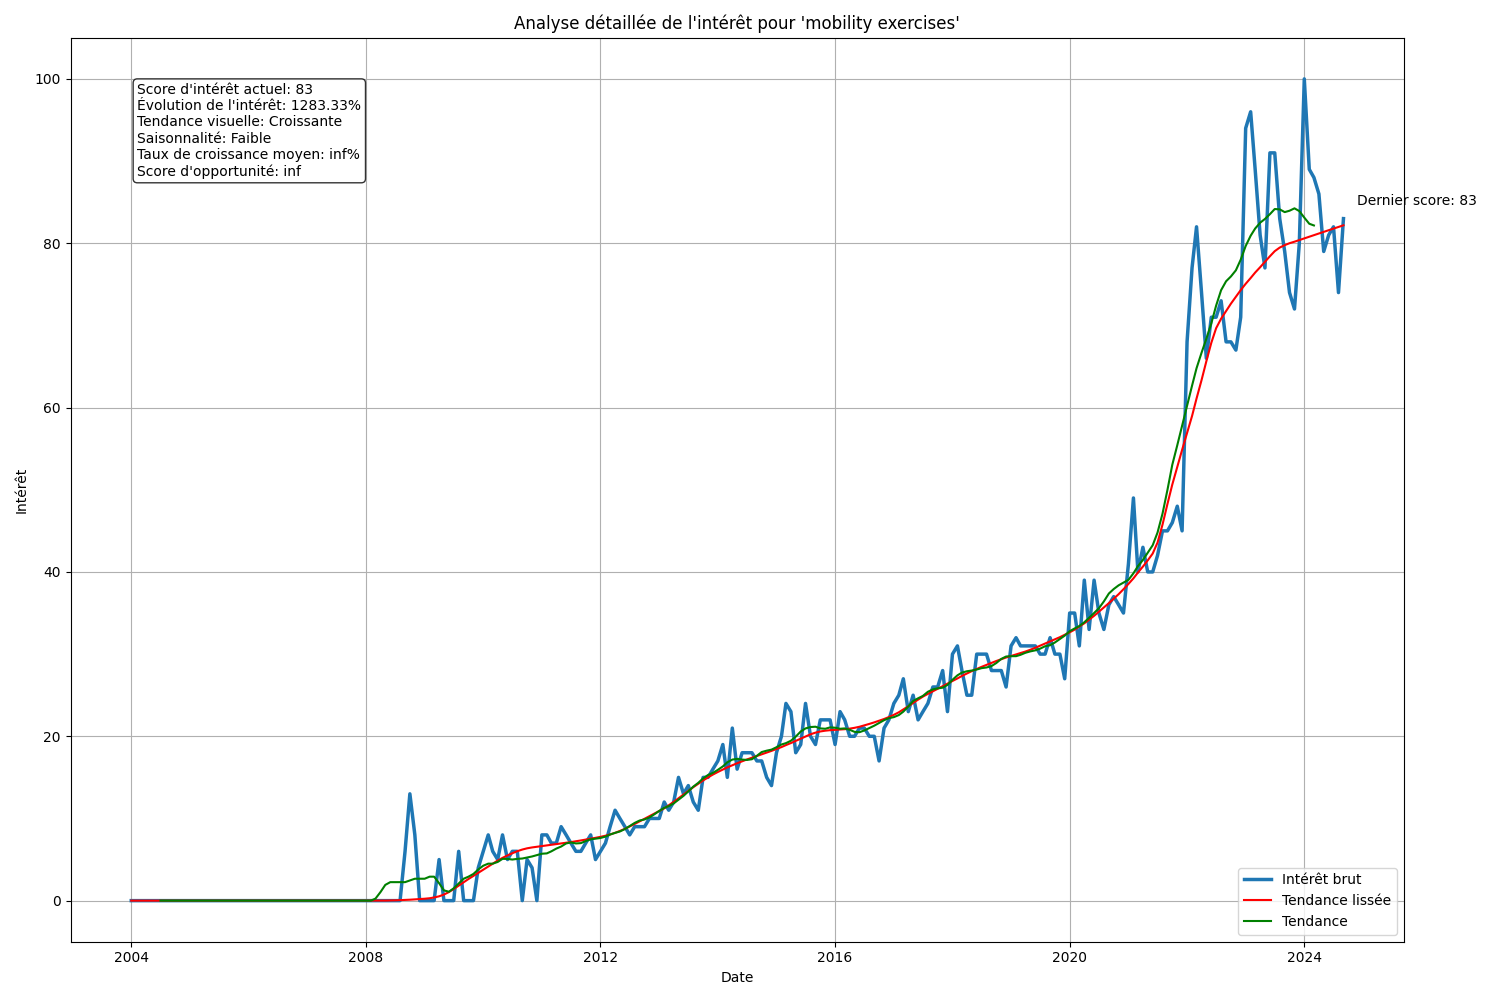 Analyse détaillée de l'intérêt pour 'mobility exercises'
100
80
60
40
20
0
Intérêt
Score d'intérêt actuel: 83
Évolution de l'intérêt: 1283.33%
Tendance visuelle: Croissante
Saisonnalité: Faible
Taux de croissance moyen: inf%
Score d'opportunité: inf
Dernier score: 83
Intérêt brut
Tendance lissée
Tendance
2004 2008 2012 2016 2020 2024
Date